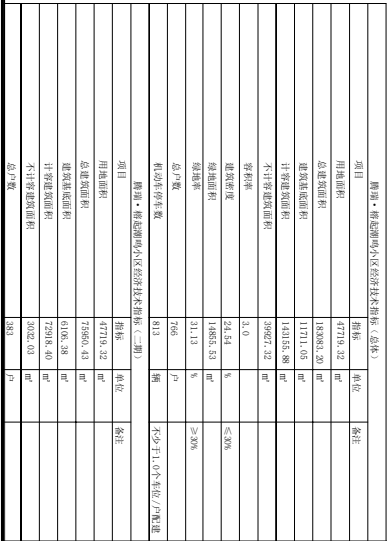 腾瑞·榕起潮鸣小区经济技术指标（总体）
项目 指标 单位 备注
用地面积 47719.32 m²
总建筑面积 183083.20 m²
建筑基底面积 11711.05 m²
计容建筑面积 143155.88 m²
不计容建筑面积 39927.32 m²
容积率 3.0
建筑密度 24.54 % ≤30%
绿地面积 14855.53 m²
绿地率 31.13 % ≥30%
总户数 766 户
机动车停车数 813 辆 不少于1.0个车位/户配建
腾瑞·榕起潮鸣小区经济技术指标（二期）
项目 指标 单位 备注
用地面积 47719.32 m²
总建筑面积 75950.43 m²
建筑基底面积 6106.38 m²
计容建筑面积 72918.40 m²
不计容建筑面积 3032.03 m²
总户数 383 户